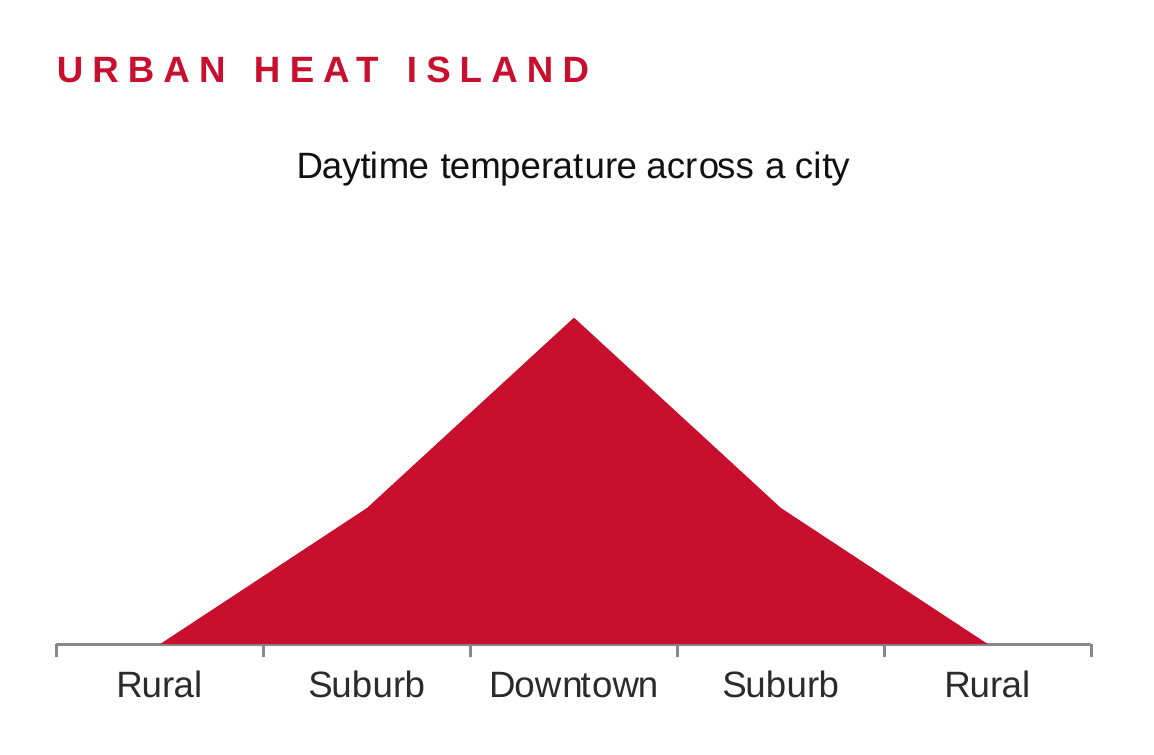 URBAN HEAT ISLAND
Daytime temperature across a city
Rural Suburb Downtown Suburb Rural